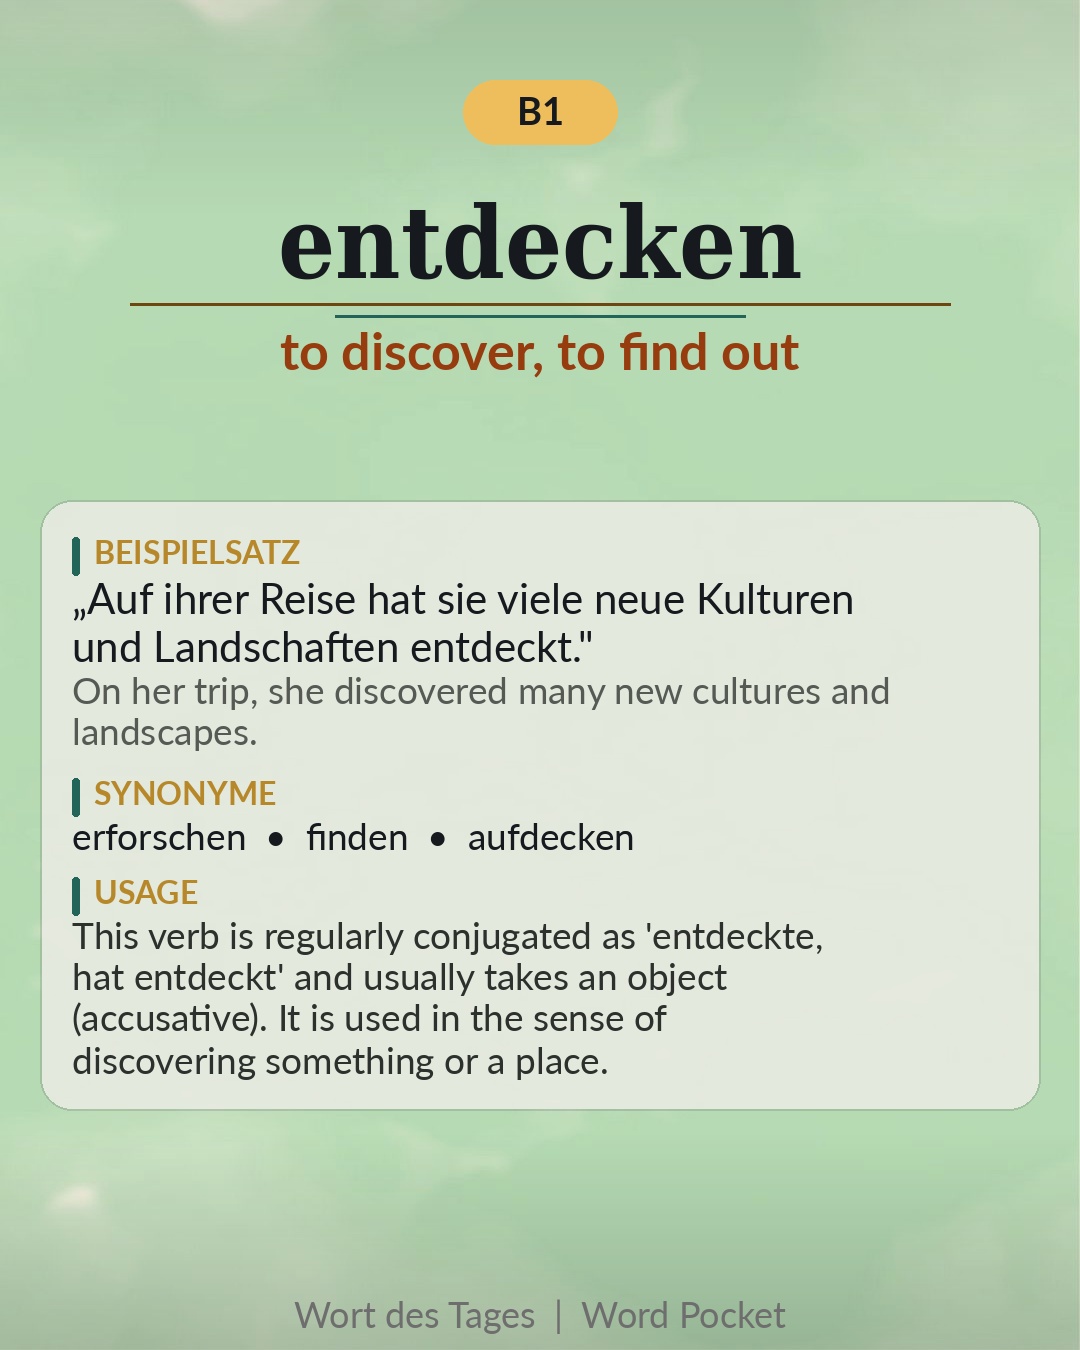 B1
entdecken
to discover, to find out
BEISPIELSATZ
„Auf ihrer Reise hat sie viele neue Kulturen
und Landschaften entdeckt."
On her trip, she discovered many new cultures and
landscapes.
SYNONYME
erforschen • finden • aufdecken
USAGE
This verb is regularly conjugated as 'entdeckte,
hat entdeckt' and usually takes an object
(accusative). It is used in the sense of
discovering something or a place.
Wort des Tages | Word Pocket